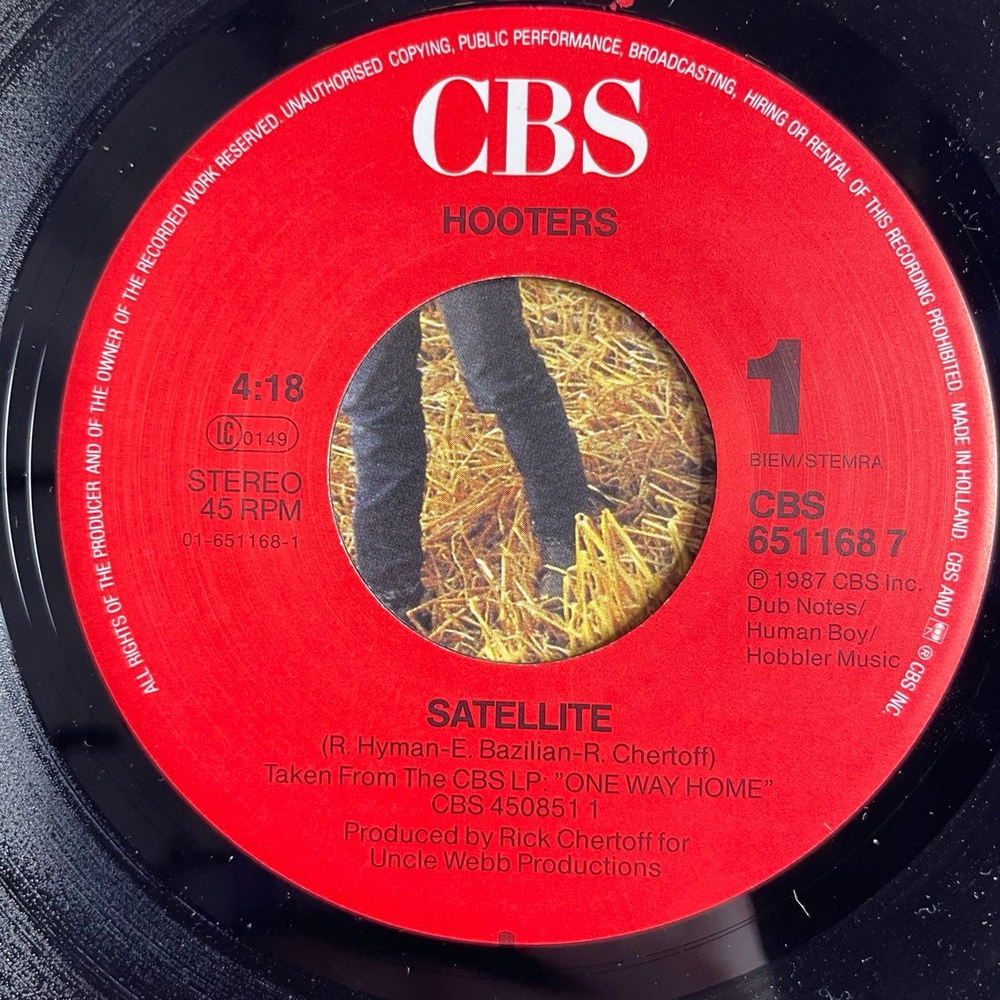 ALL RIGHTS OF THE PRODUCER AND OF THE OWNER OF THE RECORDED WORK RESERVED. UNAUTHORISED COPYING, PUBLIC PERFORMANCE, BROADCASTING, HIRING OR RENTAL OF THIS RECORDING PROHIBITED. MADE IN HOLLAND. CBS AND ® CBS INC.
CBS
HOOTERS
4:18
LC 0149
STEREO
45 RPM
01-651168-1
1
BIEM/STEMRA
CBS
651168 7
℗ 1987 CBS Inc.
Dub Notes/
Human Boy/
Hobbler Music
SATELLITE
(R. Hyman-E. Bazilian-R. Chertoff)
Taken From The CBS LP: "ONE WAY HOME"
CBS 450851 1
Produced by Rick Chertoff for
Uncle Webb Productions